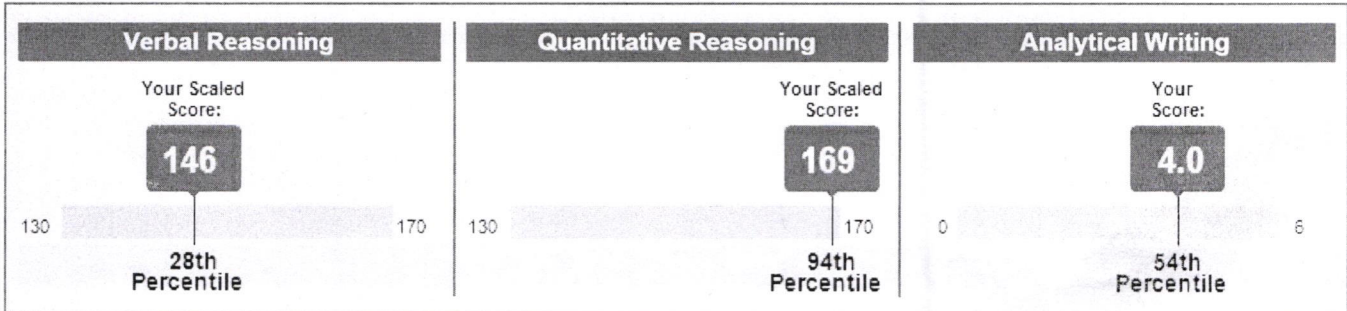 Verbal Reasoning
Your Scaled
Score:
146
130
170
28th
Percentile
Quantitative Reasoning
Your Scaled
Score:
169
130
170
94th
Percentile
Analytical Writing
Your
Score:
4.0
0
6
54th
Percentile